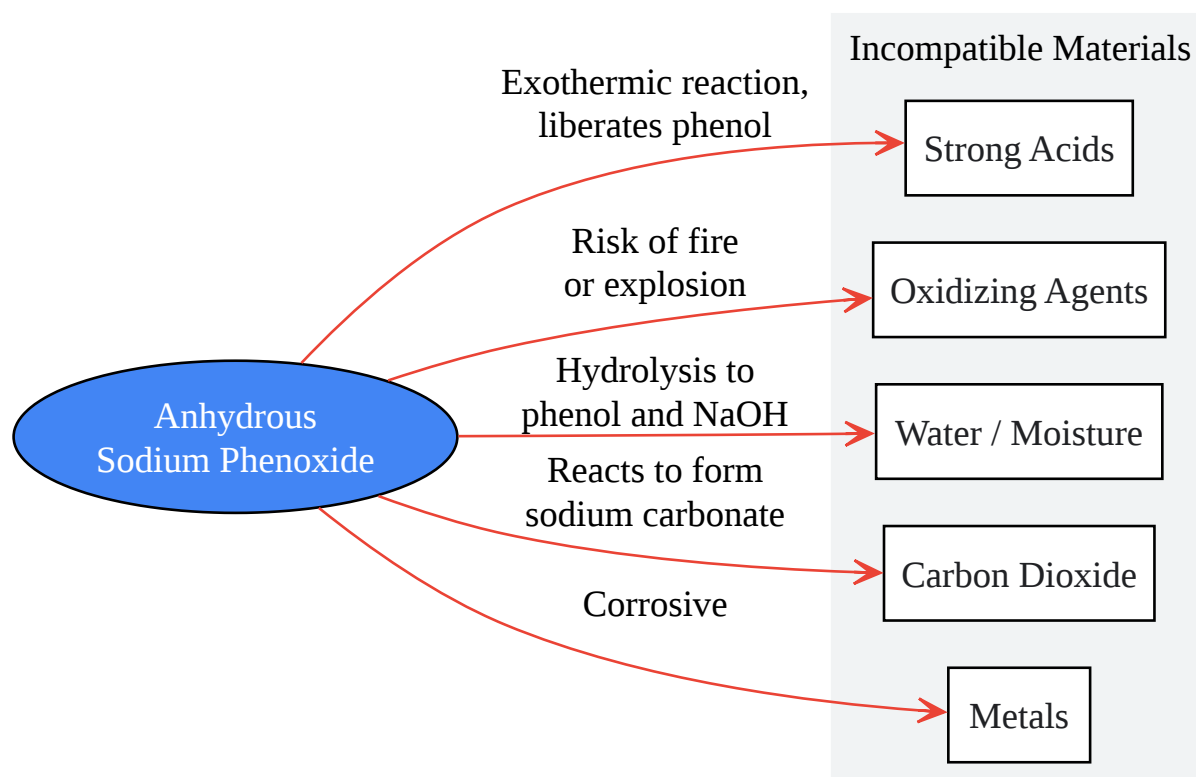 Incompatible Materials
Exothermic reaction,
liberates phenol
Strong Acids
Risk of fire
or explosion
Oxidizing Agents
Hydrolysis to
phenol and NaOH
Water / Moisture
Anhydrous
Sodium Phenoxide
Reacts to form
sodium carbonate
Carbon Dioxide
Corrosive
Metals